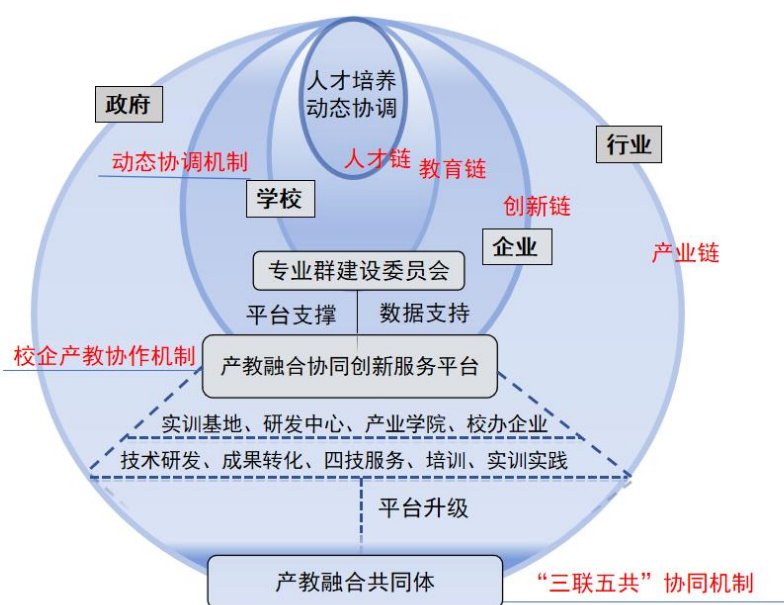 人才培养
动态协调
政府
行业
动态协调机制
人才链
教育链
学校
创新链
企业
产业链
专业群建设委员会
平台支撑
数据支持
校企产教协作机制
产教融合协同创新服务平台
实训基地、研发中心、产业学院、校办企业
技术研发、成果转化、四技服务、培训、实训实践
平台升级
产教融合共同体
“三联五共”协同机制